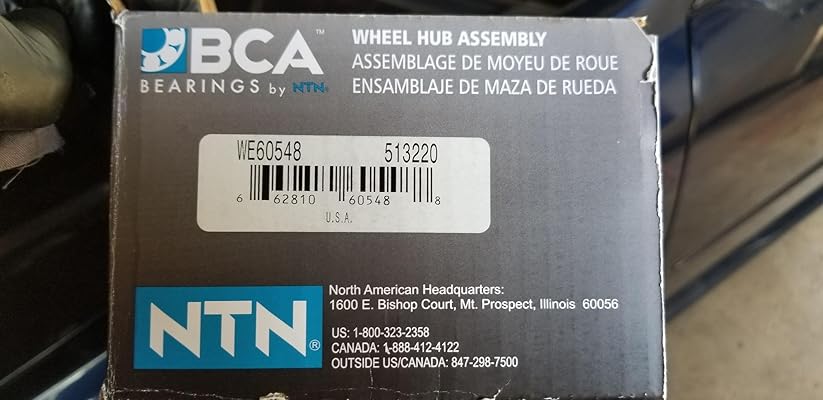 BCA™
BEARINGS by NTN®
WHEEL HUB ASSEMBLY
ASSEMBLAGE DE MOYEU DE ROUE
ENSAMBLAJE DE MAZA DE RUEDA
WE60548 513220
6 62810 60548 8
U.S.A.
NTN®
North American Headquarters:
1600 E. Bishop Court, Mt. Prospect, Illinois 60056
US: 1-800-323-2358
CANADA: 1-888-412-4122
OUTSIDE US/CANADA: 847-298-7500